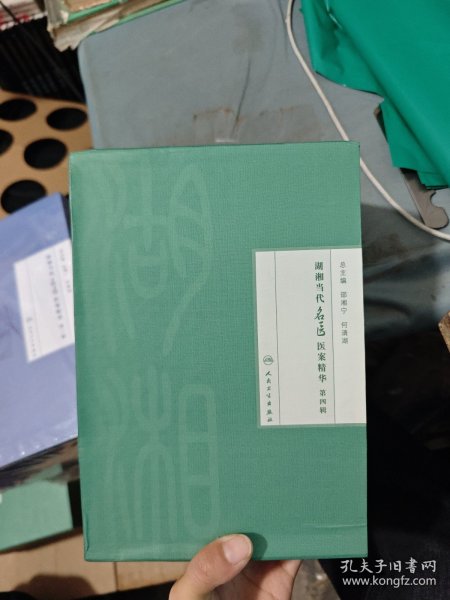 总主编 邵湘宁 何清湖
湖湘当代名医医案精华 第四辑
人民卫生出版社
孔夫子旧书网
www.kongfz.com